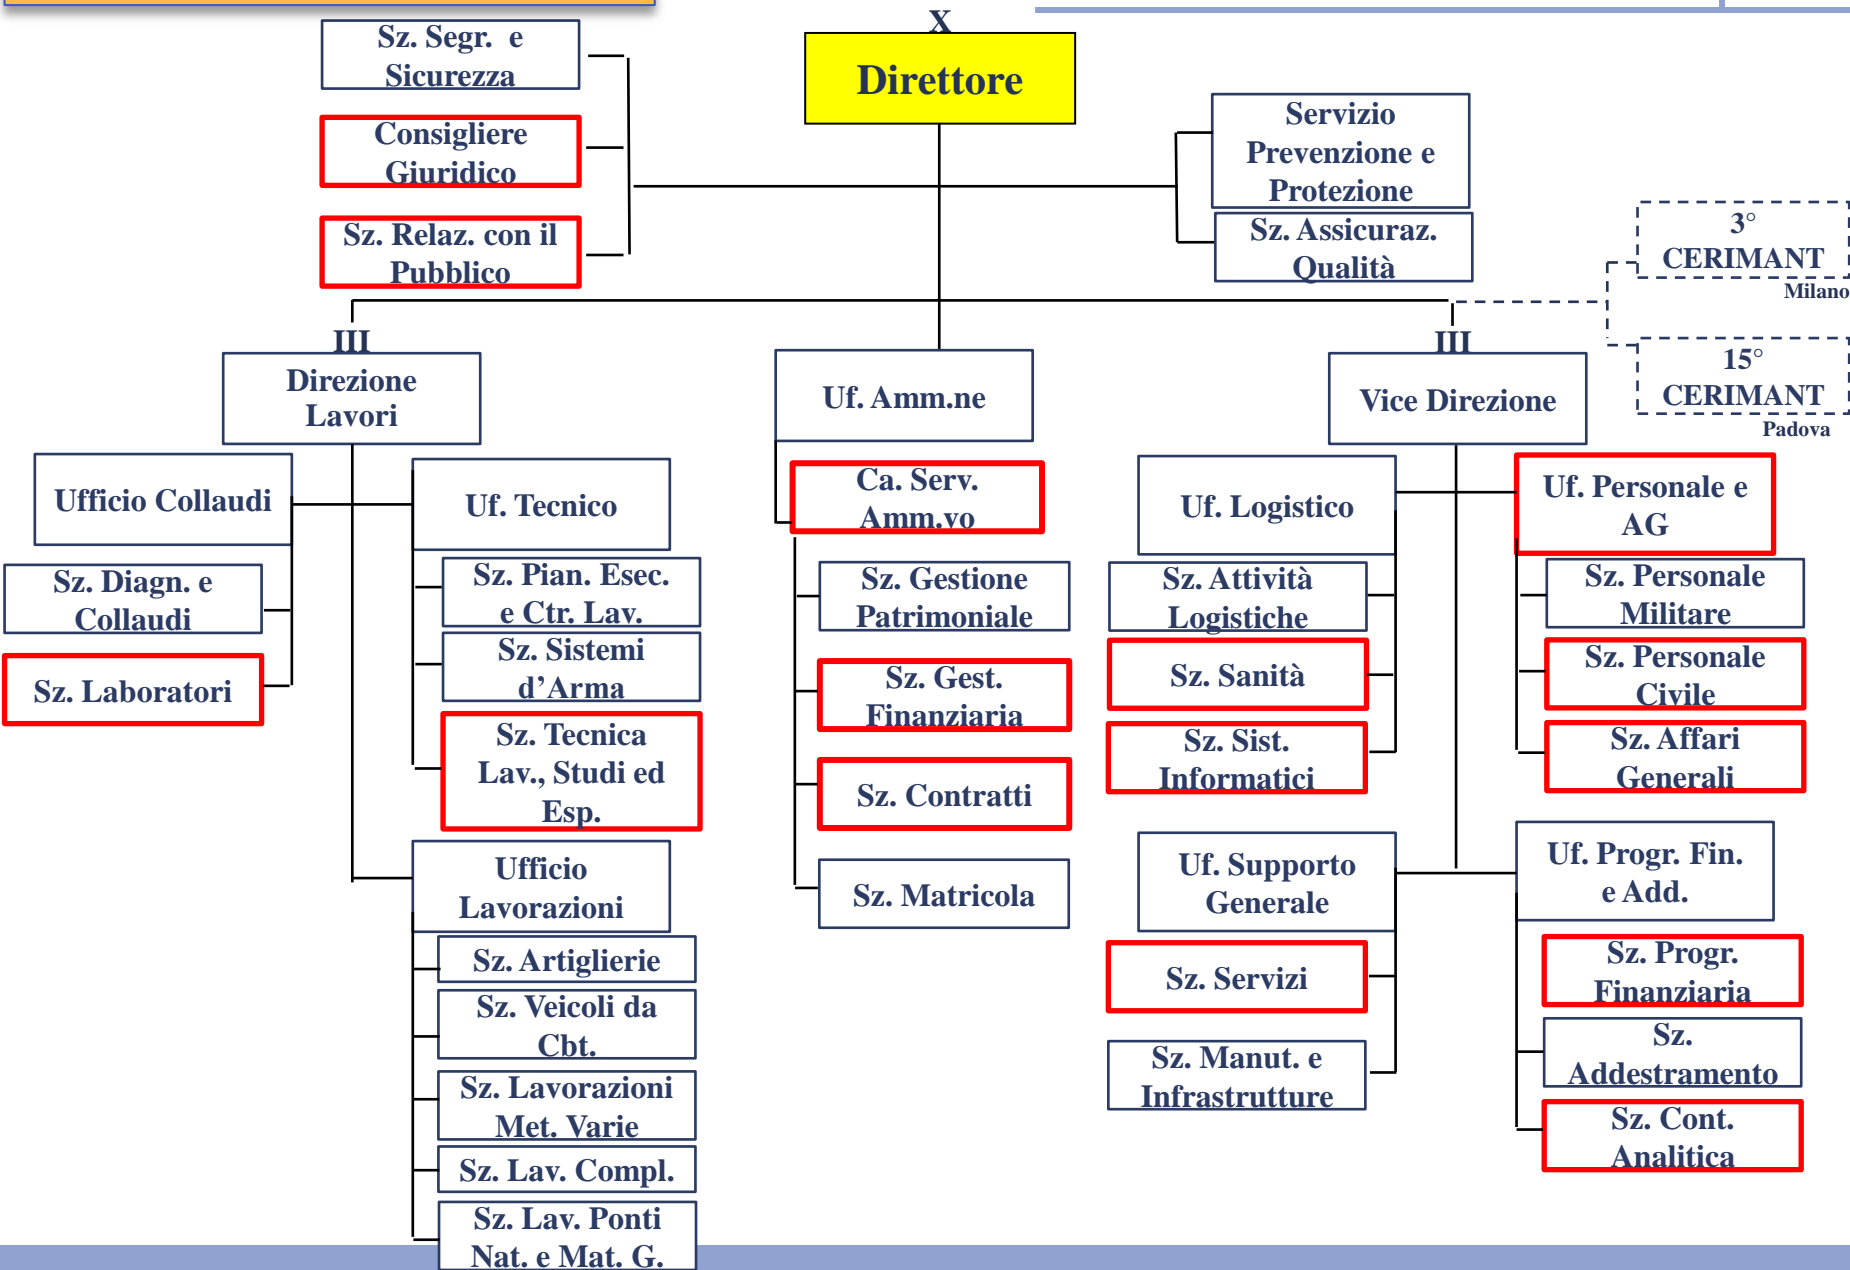 X
Direttore
Sz. Segr. e
Sicurezza
Consigliere
Giuridico
Sz. Relaz. con il
Pubblico
Servizio
Prevenzione e
Protezione
Sz. Assicuraz.
Qualità
3°
CERIMANT
Milano
15°
CERIMANT
Padova
III
Direzione
Lavori
Uf. Amm.ne
III
Vice Direzione
Ufficio Collaudi
Sz. Diagn. e
Collaudi
Sz. Laboratori
Uf. Tecnico
Sz. Pian. Esec.
e Ctr. Lav.
Sz. Sistemi
d’Arma
Sz. Tecnica
Lav., Studi ed
Esp.
Ufficio
Lavorazioni
Sz. Artiglierie
Sz. Veicoli da
Cbt.
Sz. Lavorazioni
Met. Varie
Sz. Lav. Compl.
Sz. Lav. Ponti
Nat. e Mat. G.
Ca. Serv.
Amm.vo
Sz. Gestione
Patrimoniale
Sz. Gest.
Finanziaria
Sz. Contratti
Sz. Matricola
Uf. Logistico
Sz. Attività
Logistiche
Sz. Sanità
Sz. Sist.
Informatici
Uf. Personale e
AG
Sz. Personale
Militare
Sz. Personale
Civile
Sz. Affari
Generali
Uf. Supporto
Generale
Sz. Servizi
Sz. Manut. e
Infrastrutture
Uf. Progr. Fin.
e Add.
Sz. Progr.
Finanziaria
Sz.
Addestramento
Sz. Cont.
Analitica